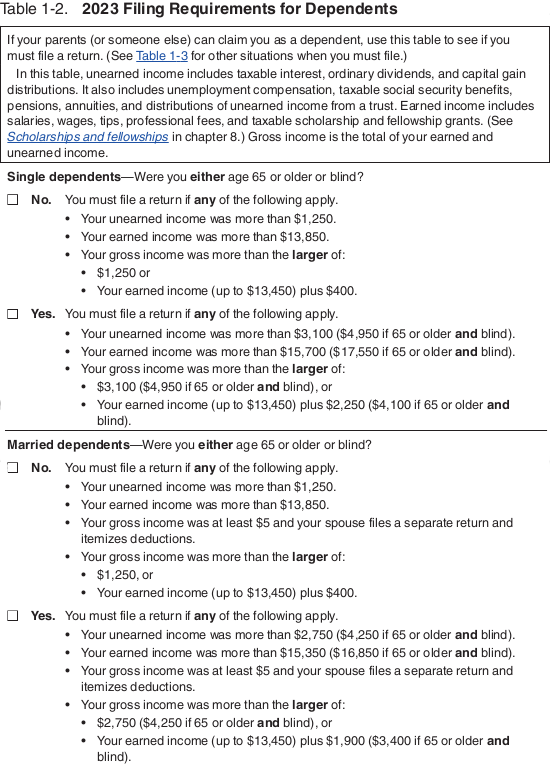 Table 1-2. 2023 Filing Requirements for Dependents
If your parents (or someone else) can claim you as a dependent, use this table to see if you
must file a return. (See Table 1-3 for other situations when you must file.)
In this table, unearned income includes taxable interest, ordinary dividends, and capital gain
distributions. It also includes unemployment compensation, taxable social security benefits,
pensions, annuities, and distributions of unearned income from a trust. Earned income includes
salaries, wages, tips, professional fees, and taxable scholarship and fellowship grants. (See
Scholarships and fellowships in chapter 8.) Gross income is the total of your earned and
unearned income.
Single dependents—Were you either age 65 or older or blind?
☐ No. You must file a return if any of the following apply.
• Your unearned income was more than $1,250.
• Your earned income was more than $13,850.
• Your gross income was more than the larger of:
• $1,250 or
• Your earned income (up to $13,450) plus $400.
☐ Yes. You must file a return if any of the following apply.
• Your unearned income was more than $3,100 ($4,950 if 65 or older and blind).
• Your earned income was more than $15,700 ($17,550 if 65 or older and blind).
• Your gross income was more than the larger of:
• $3,100 ($4,950 if 65 or older and blind), or
• Your earned income (up to $13,450) plus $2,250 ($4,100 if 65 or older and
blind).
Married dependents—Were you either age 65 or older or blind?
☐ No. You must file a return if any of the following apply.
• Your unearned income was more than $1,250.
• Your earned income was more than $13,850.
• Your gross income was at least $5 and your spouse files a separate return and
itemizes deductions.
• Your gross income was more than the larger of:
• $1,250, or
• Your earned income (up to $13,450) plus $400.
☐ Yes. You must file a return if any of the following apply.
• Your unearned income was more than $2,750 ($4,250 if 65 or older and blind).
• Your earned income was more than $15,350 ($16,850 if 65 or older and blind).
• Your gross income was at least $5 and your spouse files a separate return and
itemizes deductions.
• Your gross income was more than the larger of:
• $2,750 ($4,250 if 65 or older and blind), or
• Your earned income (up to $13,450) plus $1,900 ($3,400 if 65 or older and
blind).